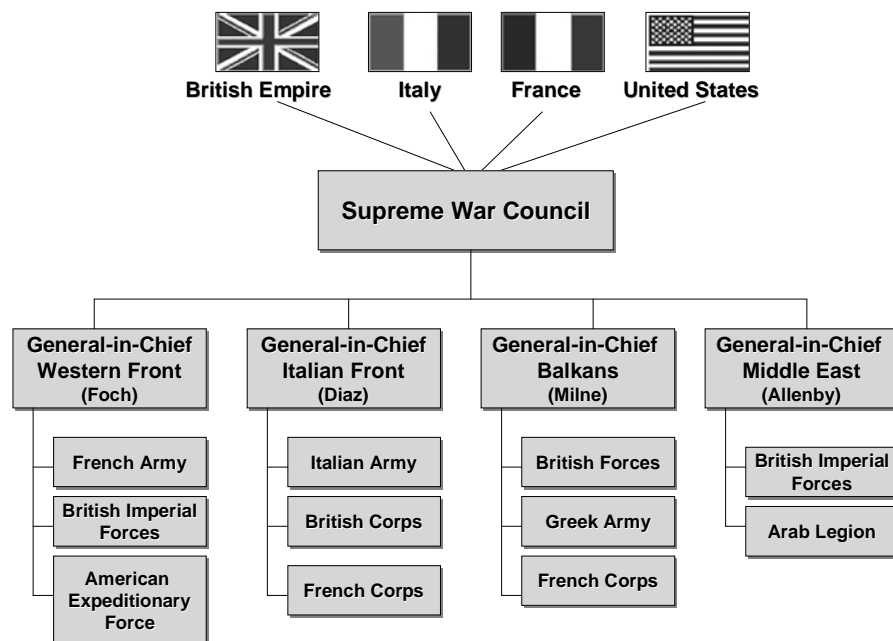 British Empire
Italy
France
United States
Supreme War Council
General-in-Chief
Western Front
(Foch)
General-in-Chief
Italian Front
(Diaz)
General-in-Chief
Balkans
(Milne)
General-in-Chief
Middle East
(Allenby)
French Army
British Imperial
Forces
American
Expeditionary
Force
Italian Army
British Corps
French Corps
British Forces
Greek Army
French Corps
British Imperial
Forces
Arab Legion